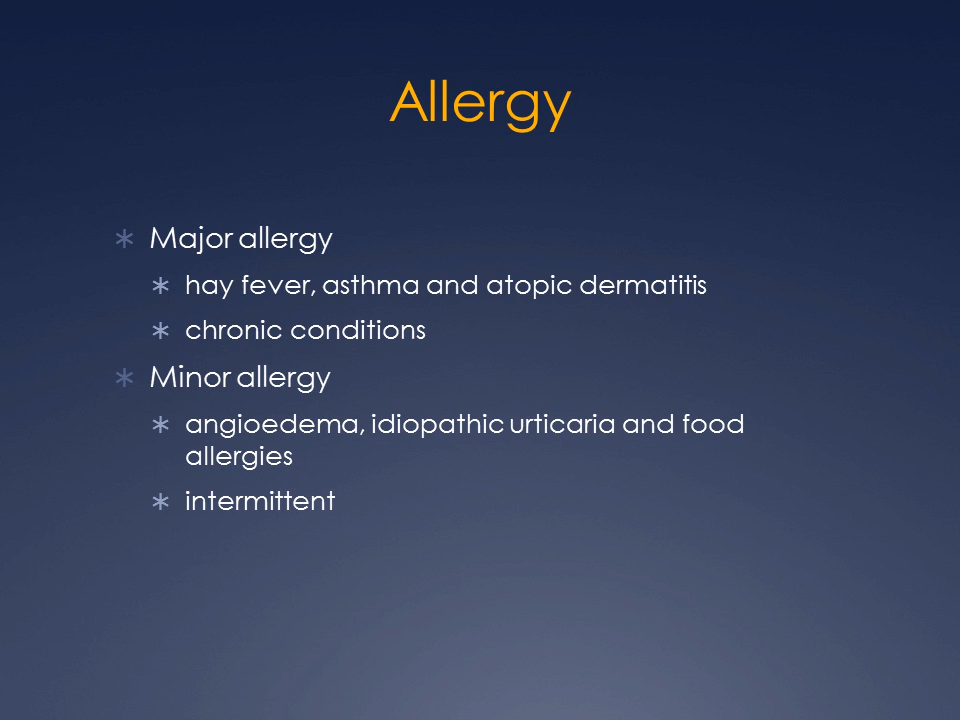 Allergy
Major allergy
hay fever, asthma and atopic dermatitis
chronic conditions
Minor allergy
angioedema, idiopathic urticaria and food
allergies
intermittent